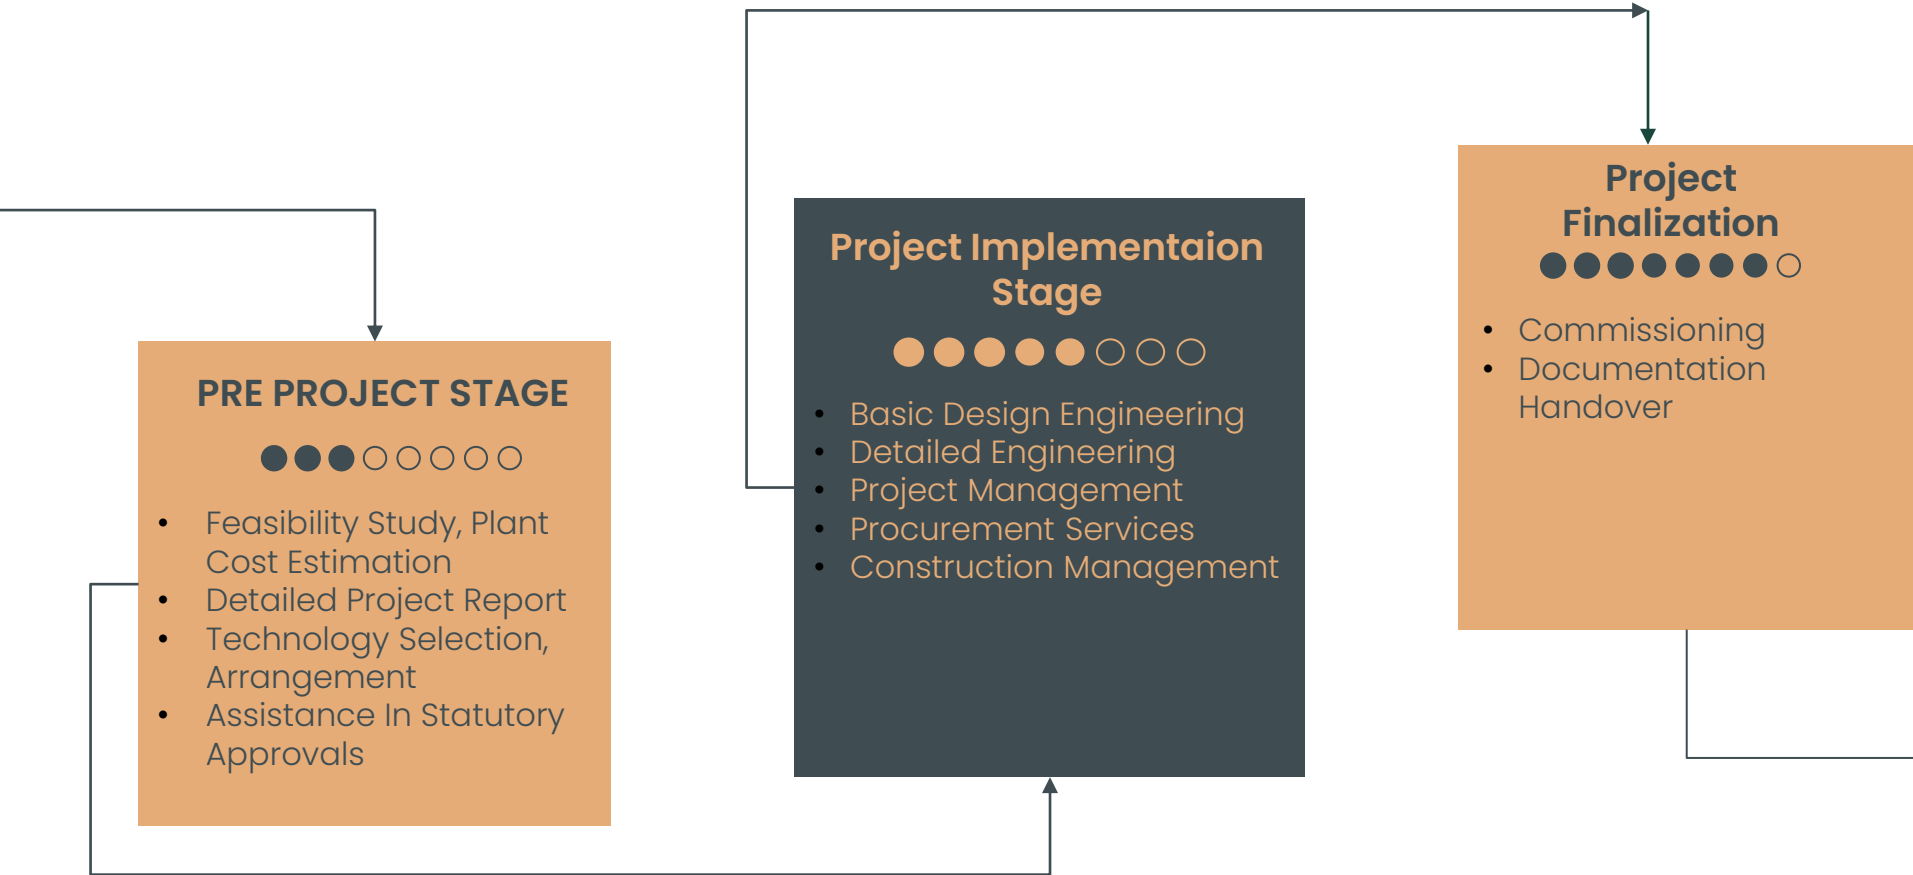 PRE PROJECT STAGE
• Feasibility Study, Plant
Cost Estimation
• Detailed Project Report
• Technology Selection,
Arrangement
• Assistance In Statutory
Approvals
Project Implementaion
Stage
• Basic Design Engineering
• Detailed Engineering
• Project Management
• Procurement Services
• Construction Management
Project
Finalization
• Commissioning
• Documentation
Handover